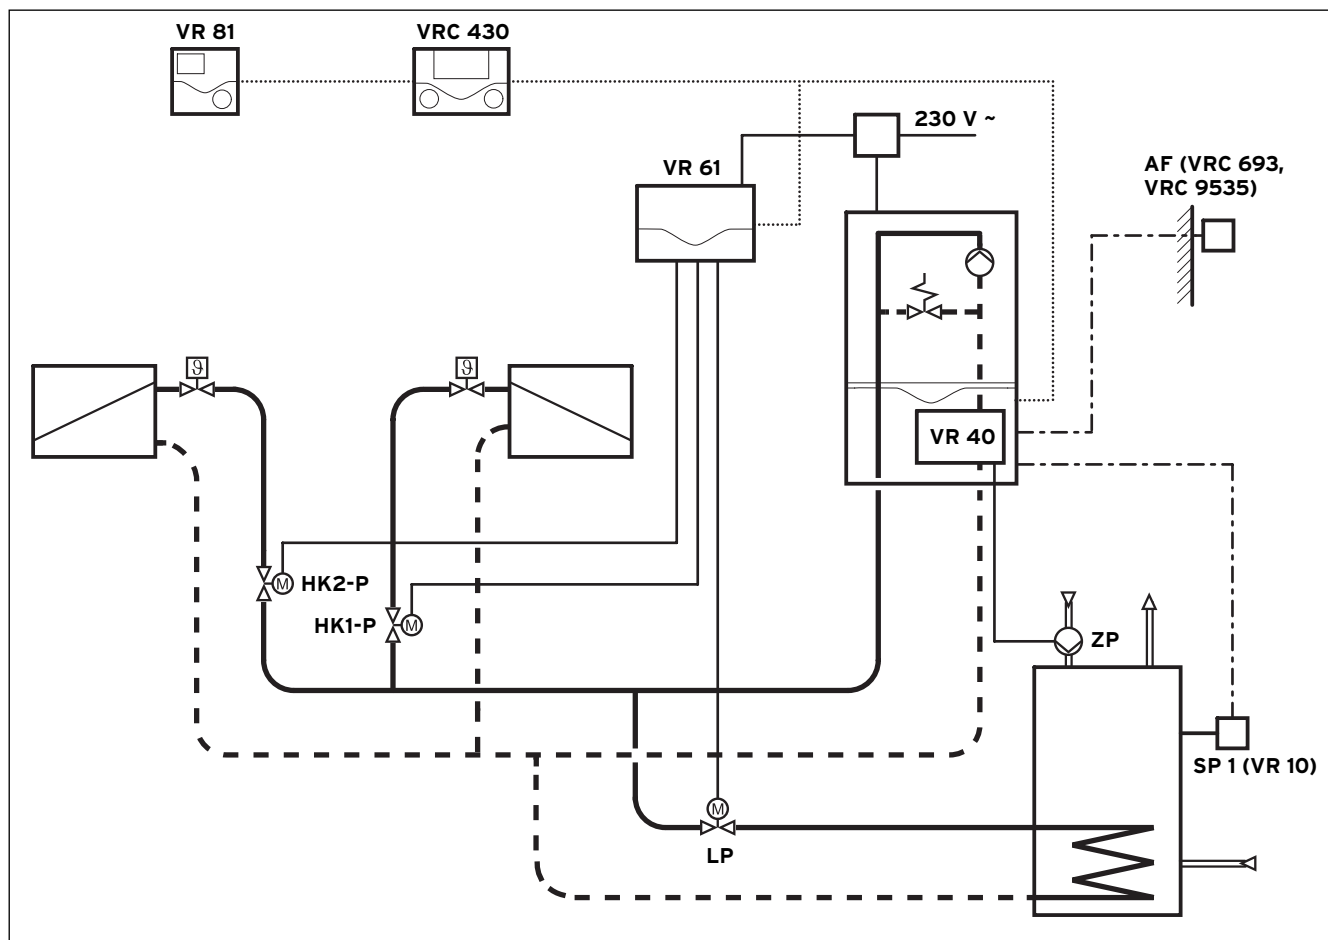 VR 81
VRC 430
230 V ~
VR 61
AF (VRC 693,
VRC 9535)
ϑ
ϑ
VR 40
M
HK2-P
M
HK1-P
ZP
SP 1 (VR 10)
M
LP